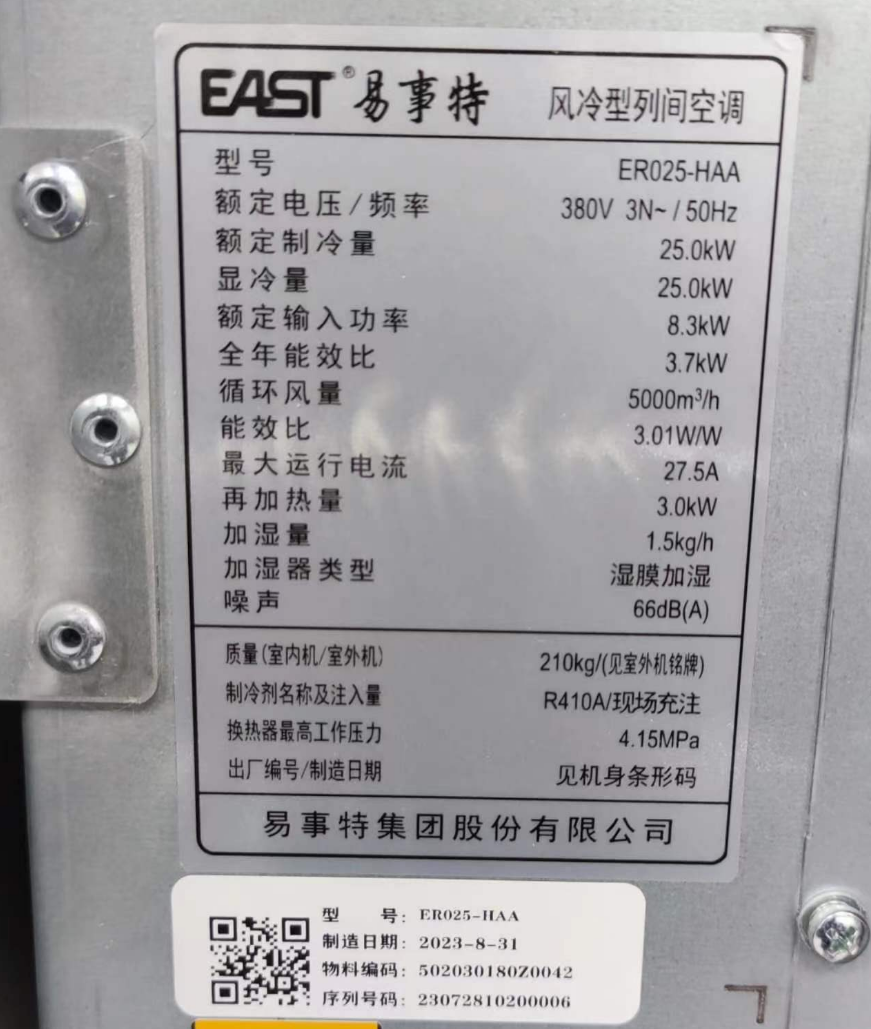 EAST® 易事特 风冷型列间空调
型号 ER025-HAA
额定电压/频率 380V 3N~/50Hz
额定制冷量 25.0kW
显冷量 25.0kW
额定输入功率 8.3kW
全年能效比 3.7kW
循环风量 5000m³/h
能效比 3.01W/W
最大运行电流 27.5A
再加热量 3.0kW
加湿量 1.5kg/h
加湿器类型 湿膜加湿
噪声 66dB(A)
质量(室内机/室外机) 210kg/(见室外机铭牌)
制冷剂名称及注入量 R410A/现场充注
换热器最高工作压力 4.15MPa
出厂编号/制造日期 见机身条形码
易事特集团股份有限公司
型 号: ER025-HAA
制造日期: 2023-8-31
物料编码: 502030180Z0042
序列号码: 23072810200006